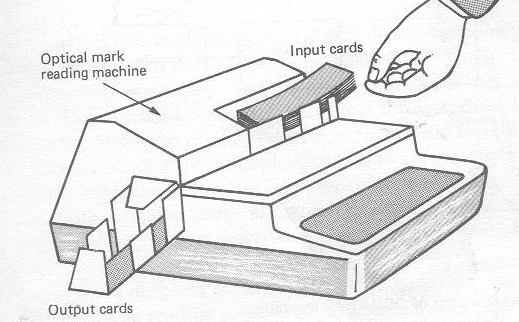 Optical mark
reading machine
Input cards
Output cards